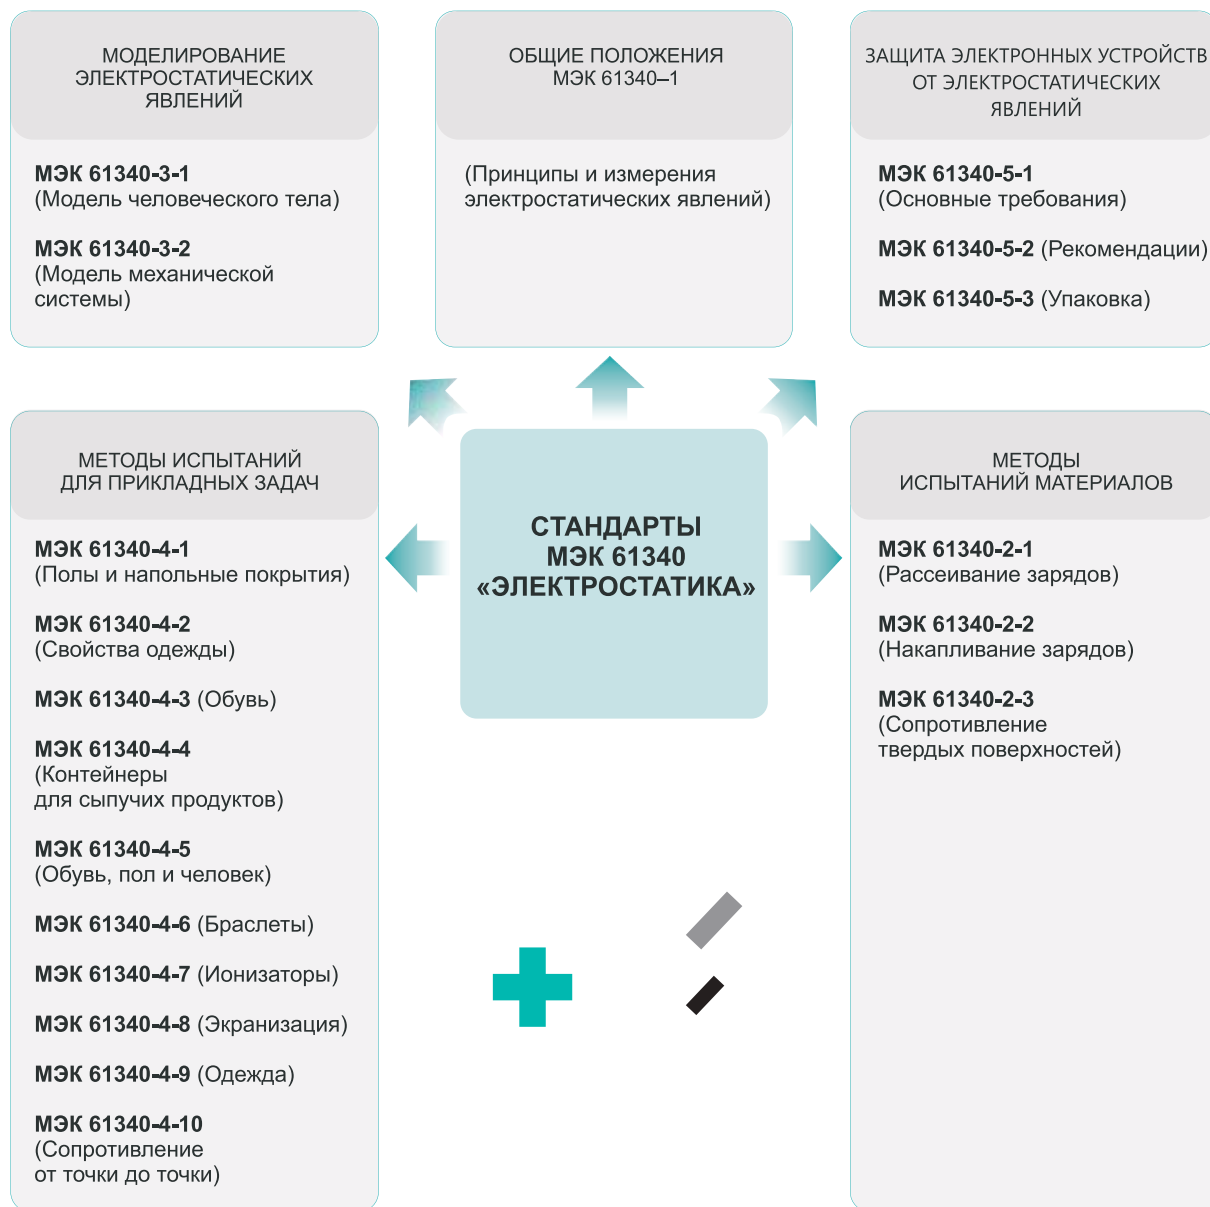 МОДЕЛИРОВАНИЕ
ЭЛЕКТРОСТАТИЧЕСКИХ
ЯВЛЕНИЙ
МЭК 61340-3-1
(Модель человеческого тела)
МЭК 61340-3-2
(Модель механической
системы)
ОБЩИЕ ПОЛОЖЕНИЯ
МЭК 61340–1
(Принципы и измерения
электростатических явлений)
ЗАЩИТА ЭЛЕКТРОННЫХ УСТРОЙСТВ
ОТ ЭЛЕКТРОСТАТИЧЕСКИХ
ЯВЛЕНИЙ
МЭК 61340-5-1
(Основные требования)
МЭК 61340-5-2 (Рекомендации)
МЭК 61340-5-3 (Упаковка)
МЕТОДЫ ИСПЫТАНИЙ
ДЛЯ ПРИКЛАДНЫХ ЗАДАЧ
МЭК 61340-4-1
(Полы и напольные покрытия)
МЭК 61340-4-2
(Свойства одежды)
МЭК 61340-4-3 (Обувь)
МЭК 61340-4-4
(Контейнеры
для сыпучих продуктов)
МЭК 61340-4-5
(Обувь, пол и человек)
МЭК 61340-4-6 (Браслеты)
МЭК 61340-4-7 (Ионизаторы)
МЭК 61340-4-8 (Экранизация)
МЭК 61340-4-9 (Одежда)
МЭК 61340-4-10
(Сопротивление
от точки до точки)
СТАНДАРТЫ
МЭК 61340
«ЭЛЕКТРОСТАТИКА»
МЕТОДЫ
ИСПЫТАНИЙ МАТЕРИАЛОВ
МЭК 61340-2-1
(Рассеивание зарядов)
МЭК 61340-2-2
(Накапливание зарядов)
МЭК 61340-2-3
(Сопротивление
твердых поверхностей)